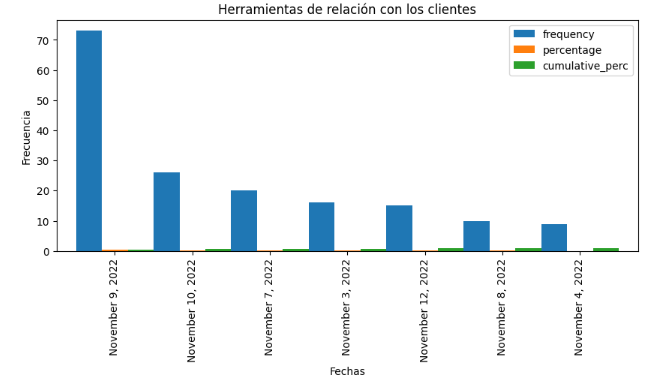 Herramientas de relación con los clientes
frequency
percentage
cumulative_perc
Frecuencia
70
60
50
40
30
20
10
0
November 9, 2022
November 10, 2022
November 7, 2022
November 3, 2022
November 12, 2022
November 8, 2022
November 4, 2022
Fechas